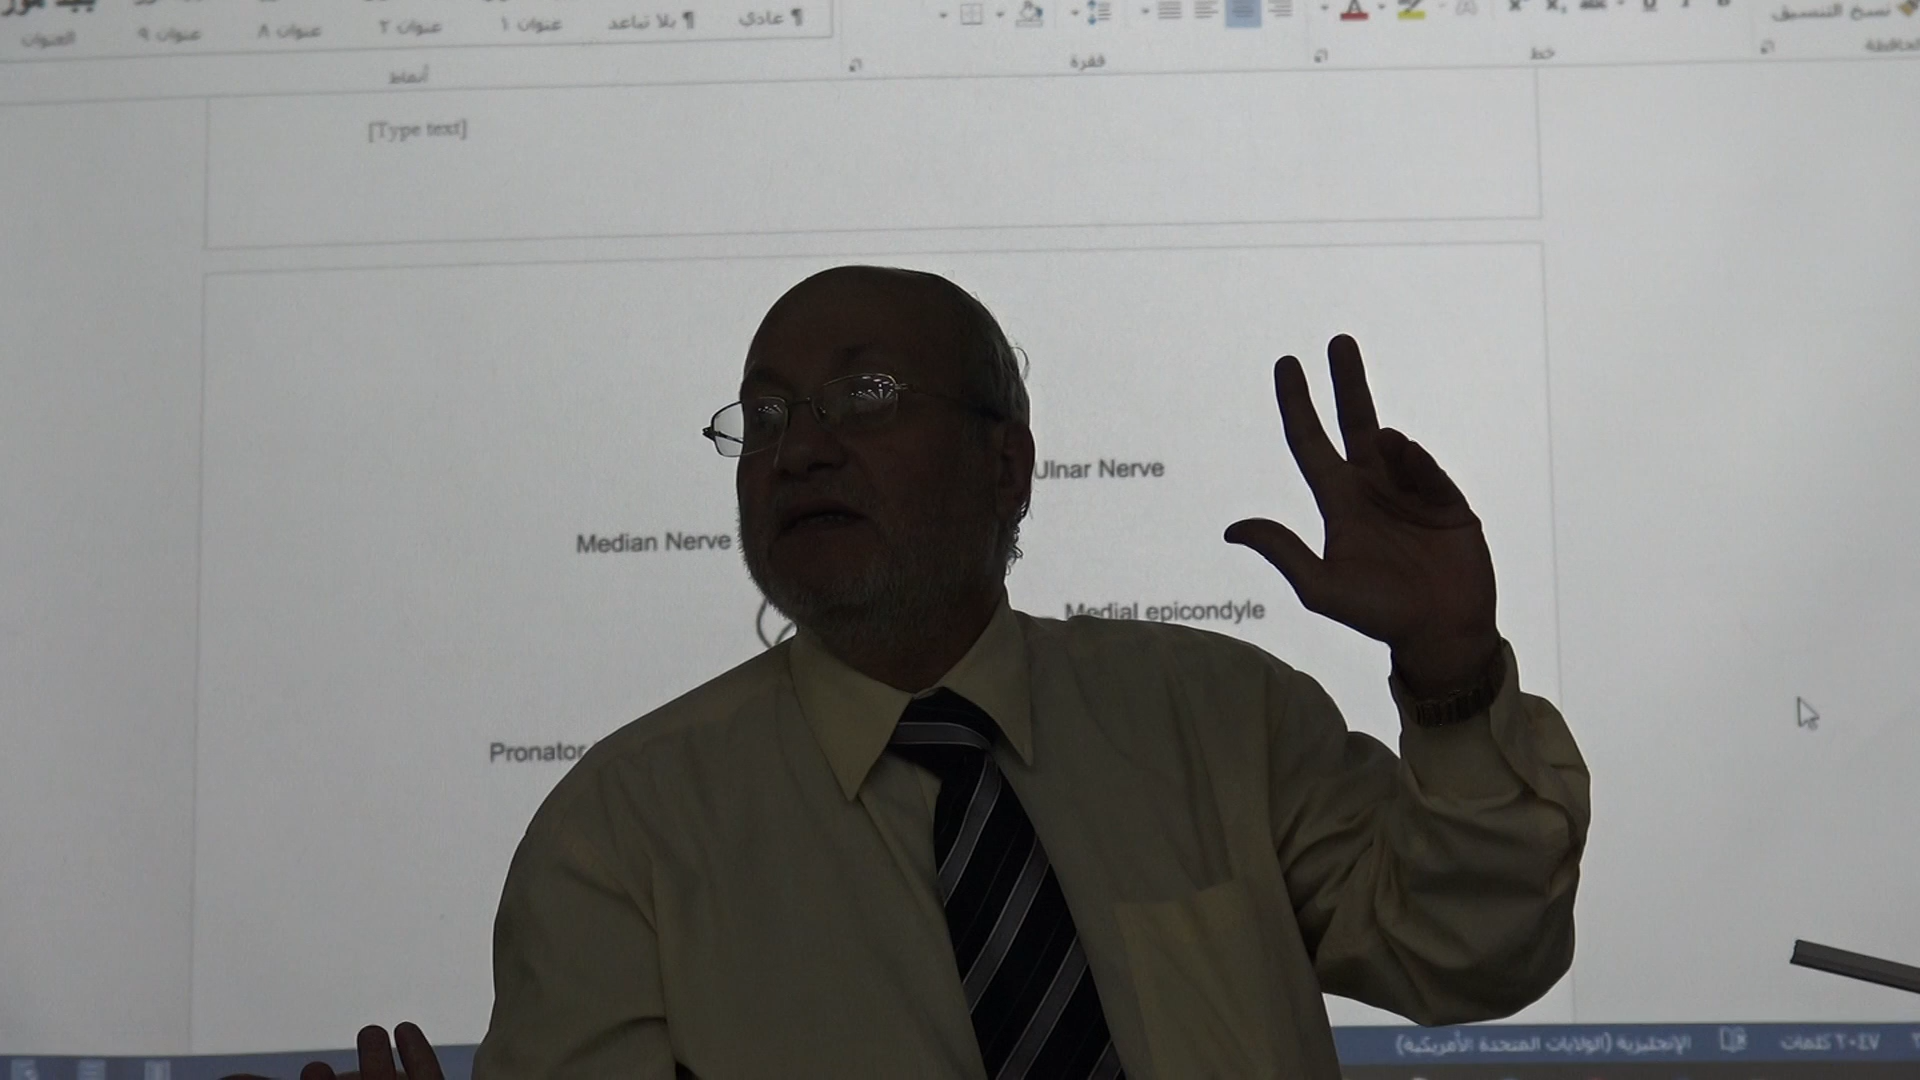 ¶ عادي
¶ بلا تباعد
عنوان ١
عنوان ٢
عنوان ٨
عنوان ٩
العنوان
نسخ التنسيق
الحافظة
خط
فقرة
أنماط
[Type text]
Ulnar Nerve
Median Nerve
Medial epicondyle
Pronator
٢٠٤٧ كلمات
الإنجليزية (الولايات المتحدة الأمريكية)